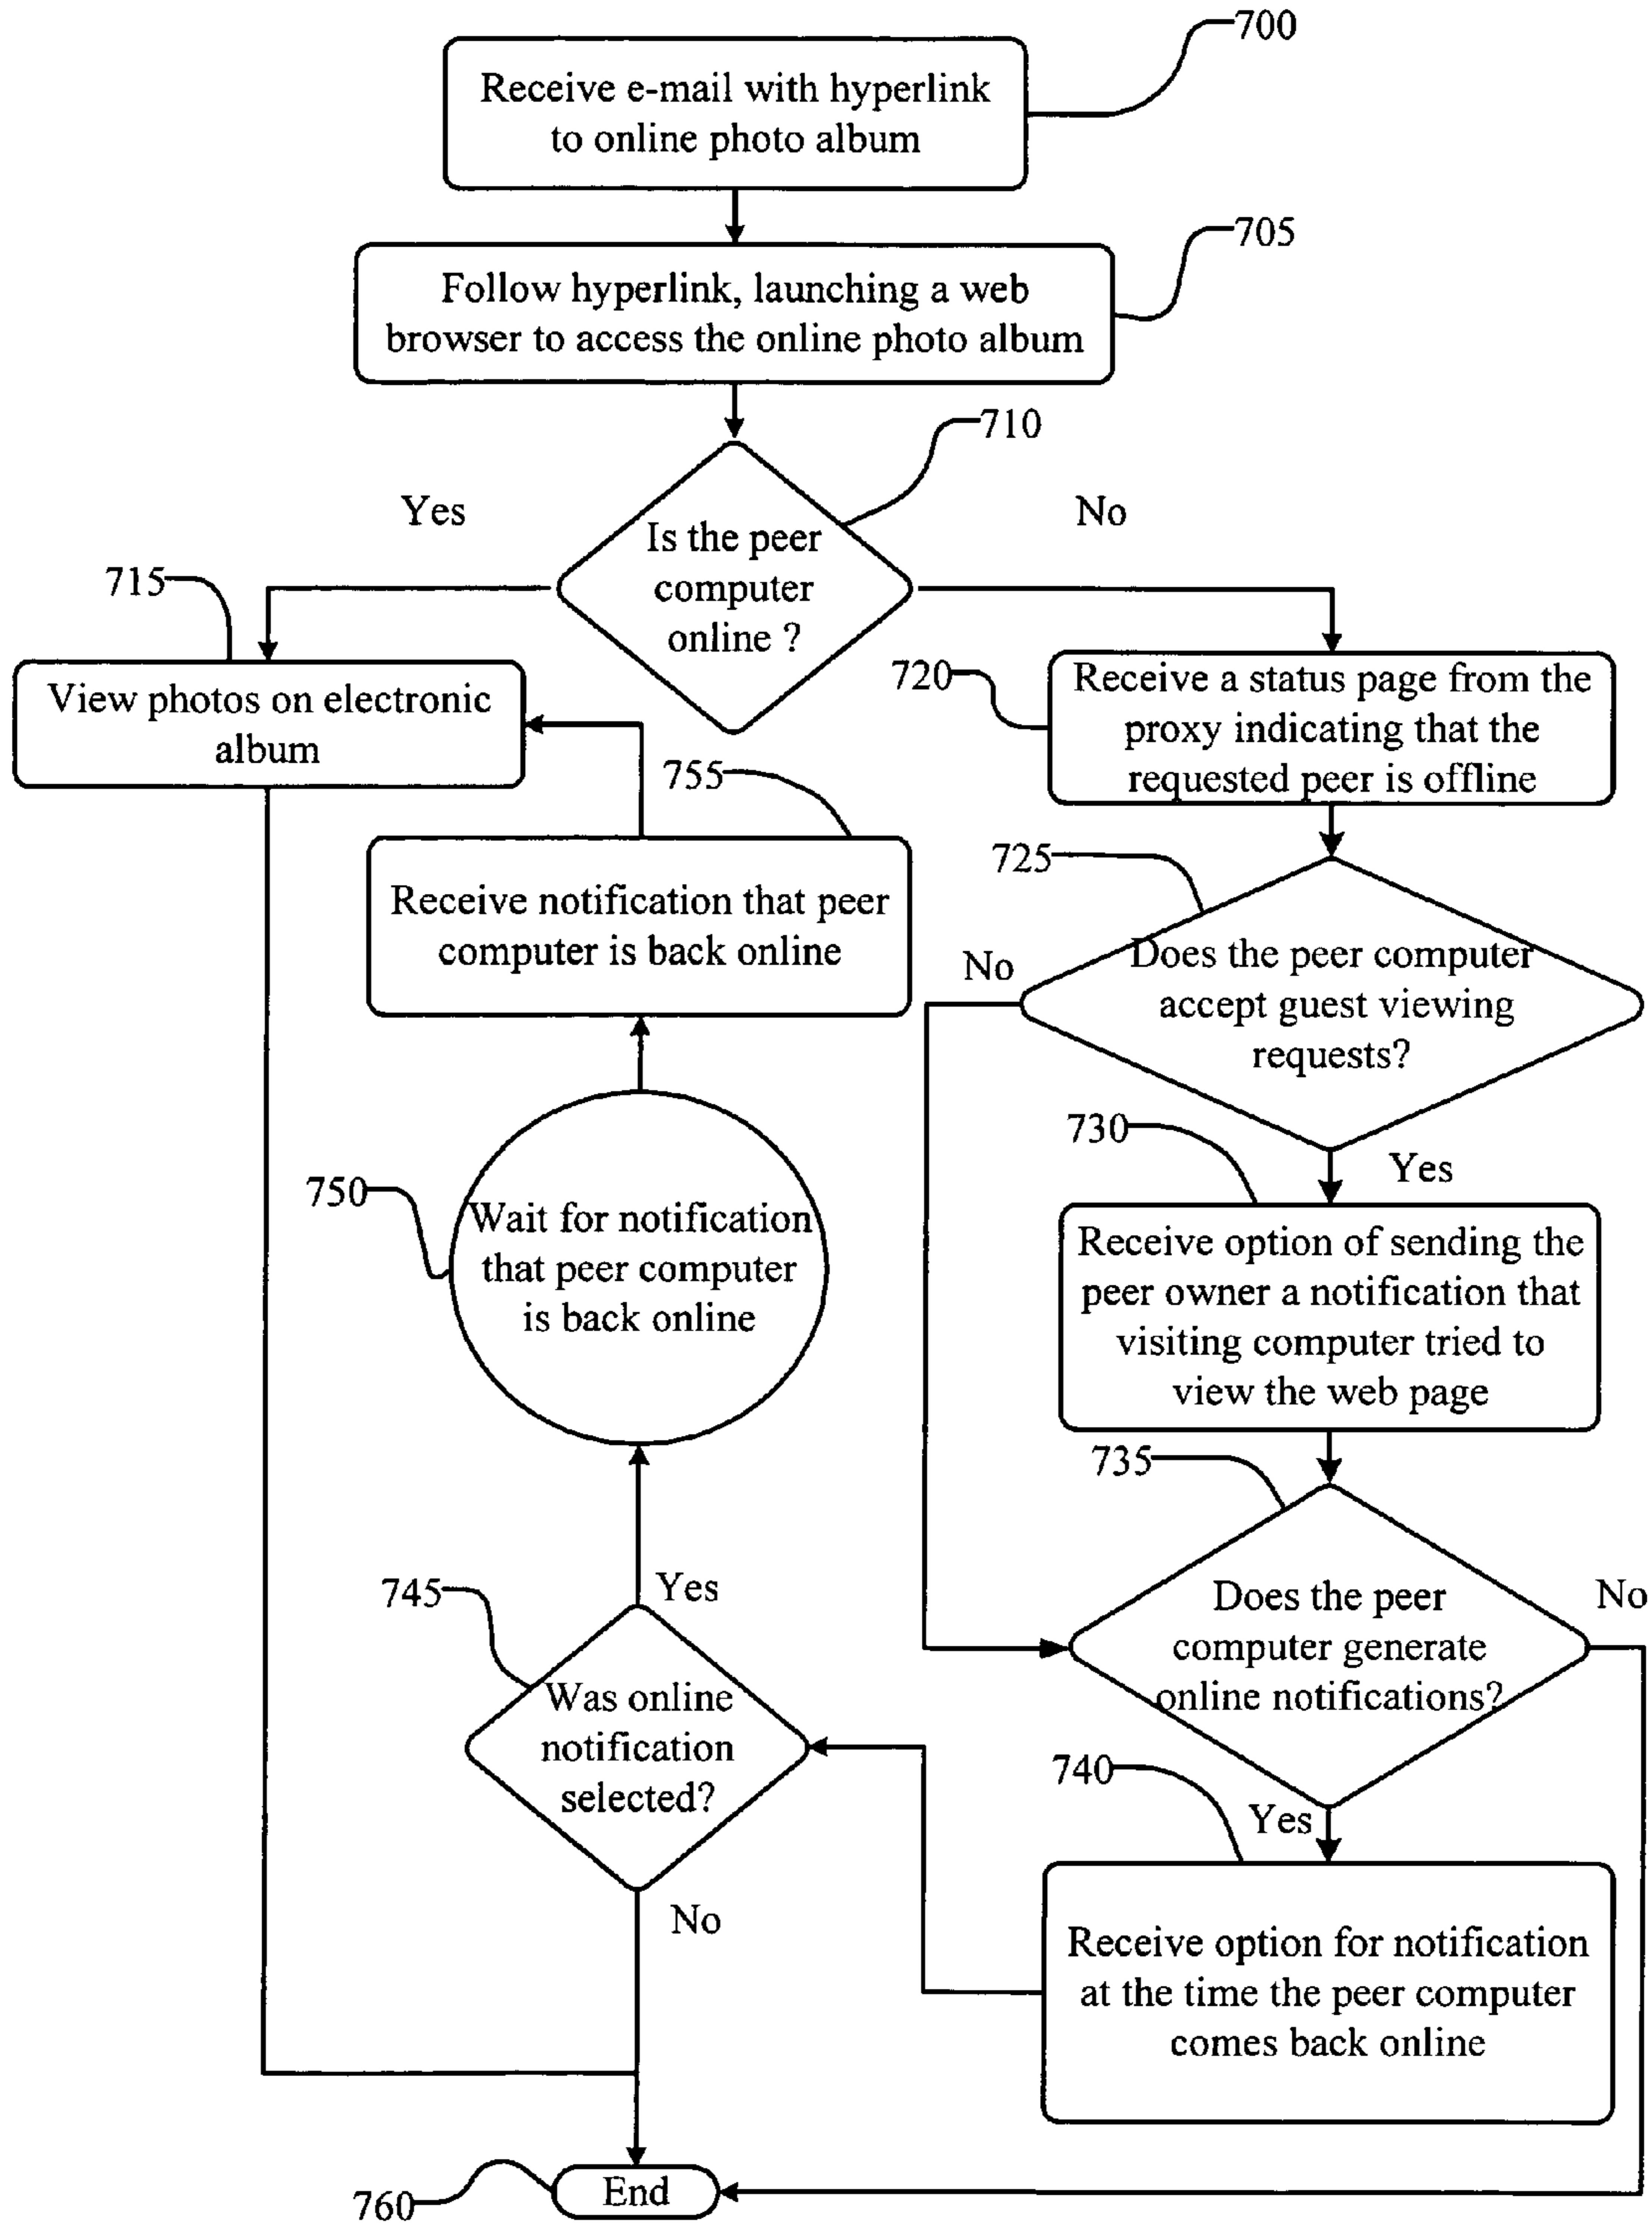 700
Receive e-mail with hyperlink
to online photo album
705
Follow hyperlink, launching a web
browser to access the online photo album
710
Yes
No
Is the peer
computer
online ?
715
View photos on electronic
album
720
Receive a status page from the
proxy indicating that the
requested peer is offline
755
Receive notification that peer
computer is back online
725
No
Does the peer computer
accept guest viewing
requests?
730
Yes
750
Wait for notification
that peer computer
is back online
Receive option of sending the
peer owner a notification that
visiting computer tried to
view the web page
735
745
Yes
No
Does the peer
computer generate
online notifications?
Was online
notification
selected?
740
Yes
No
Receive option for notification
at the time the peer computer
comes back online
760
End